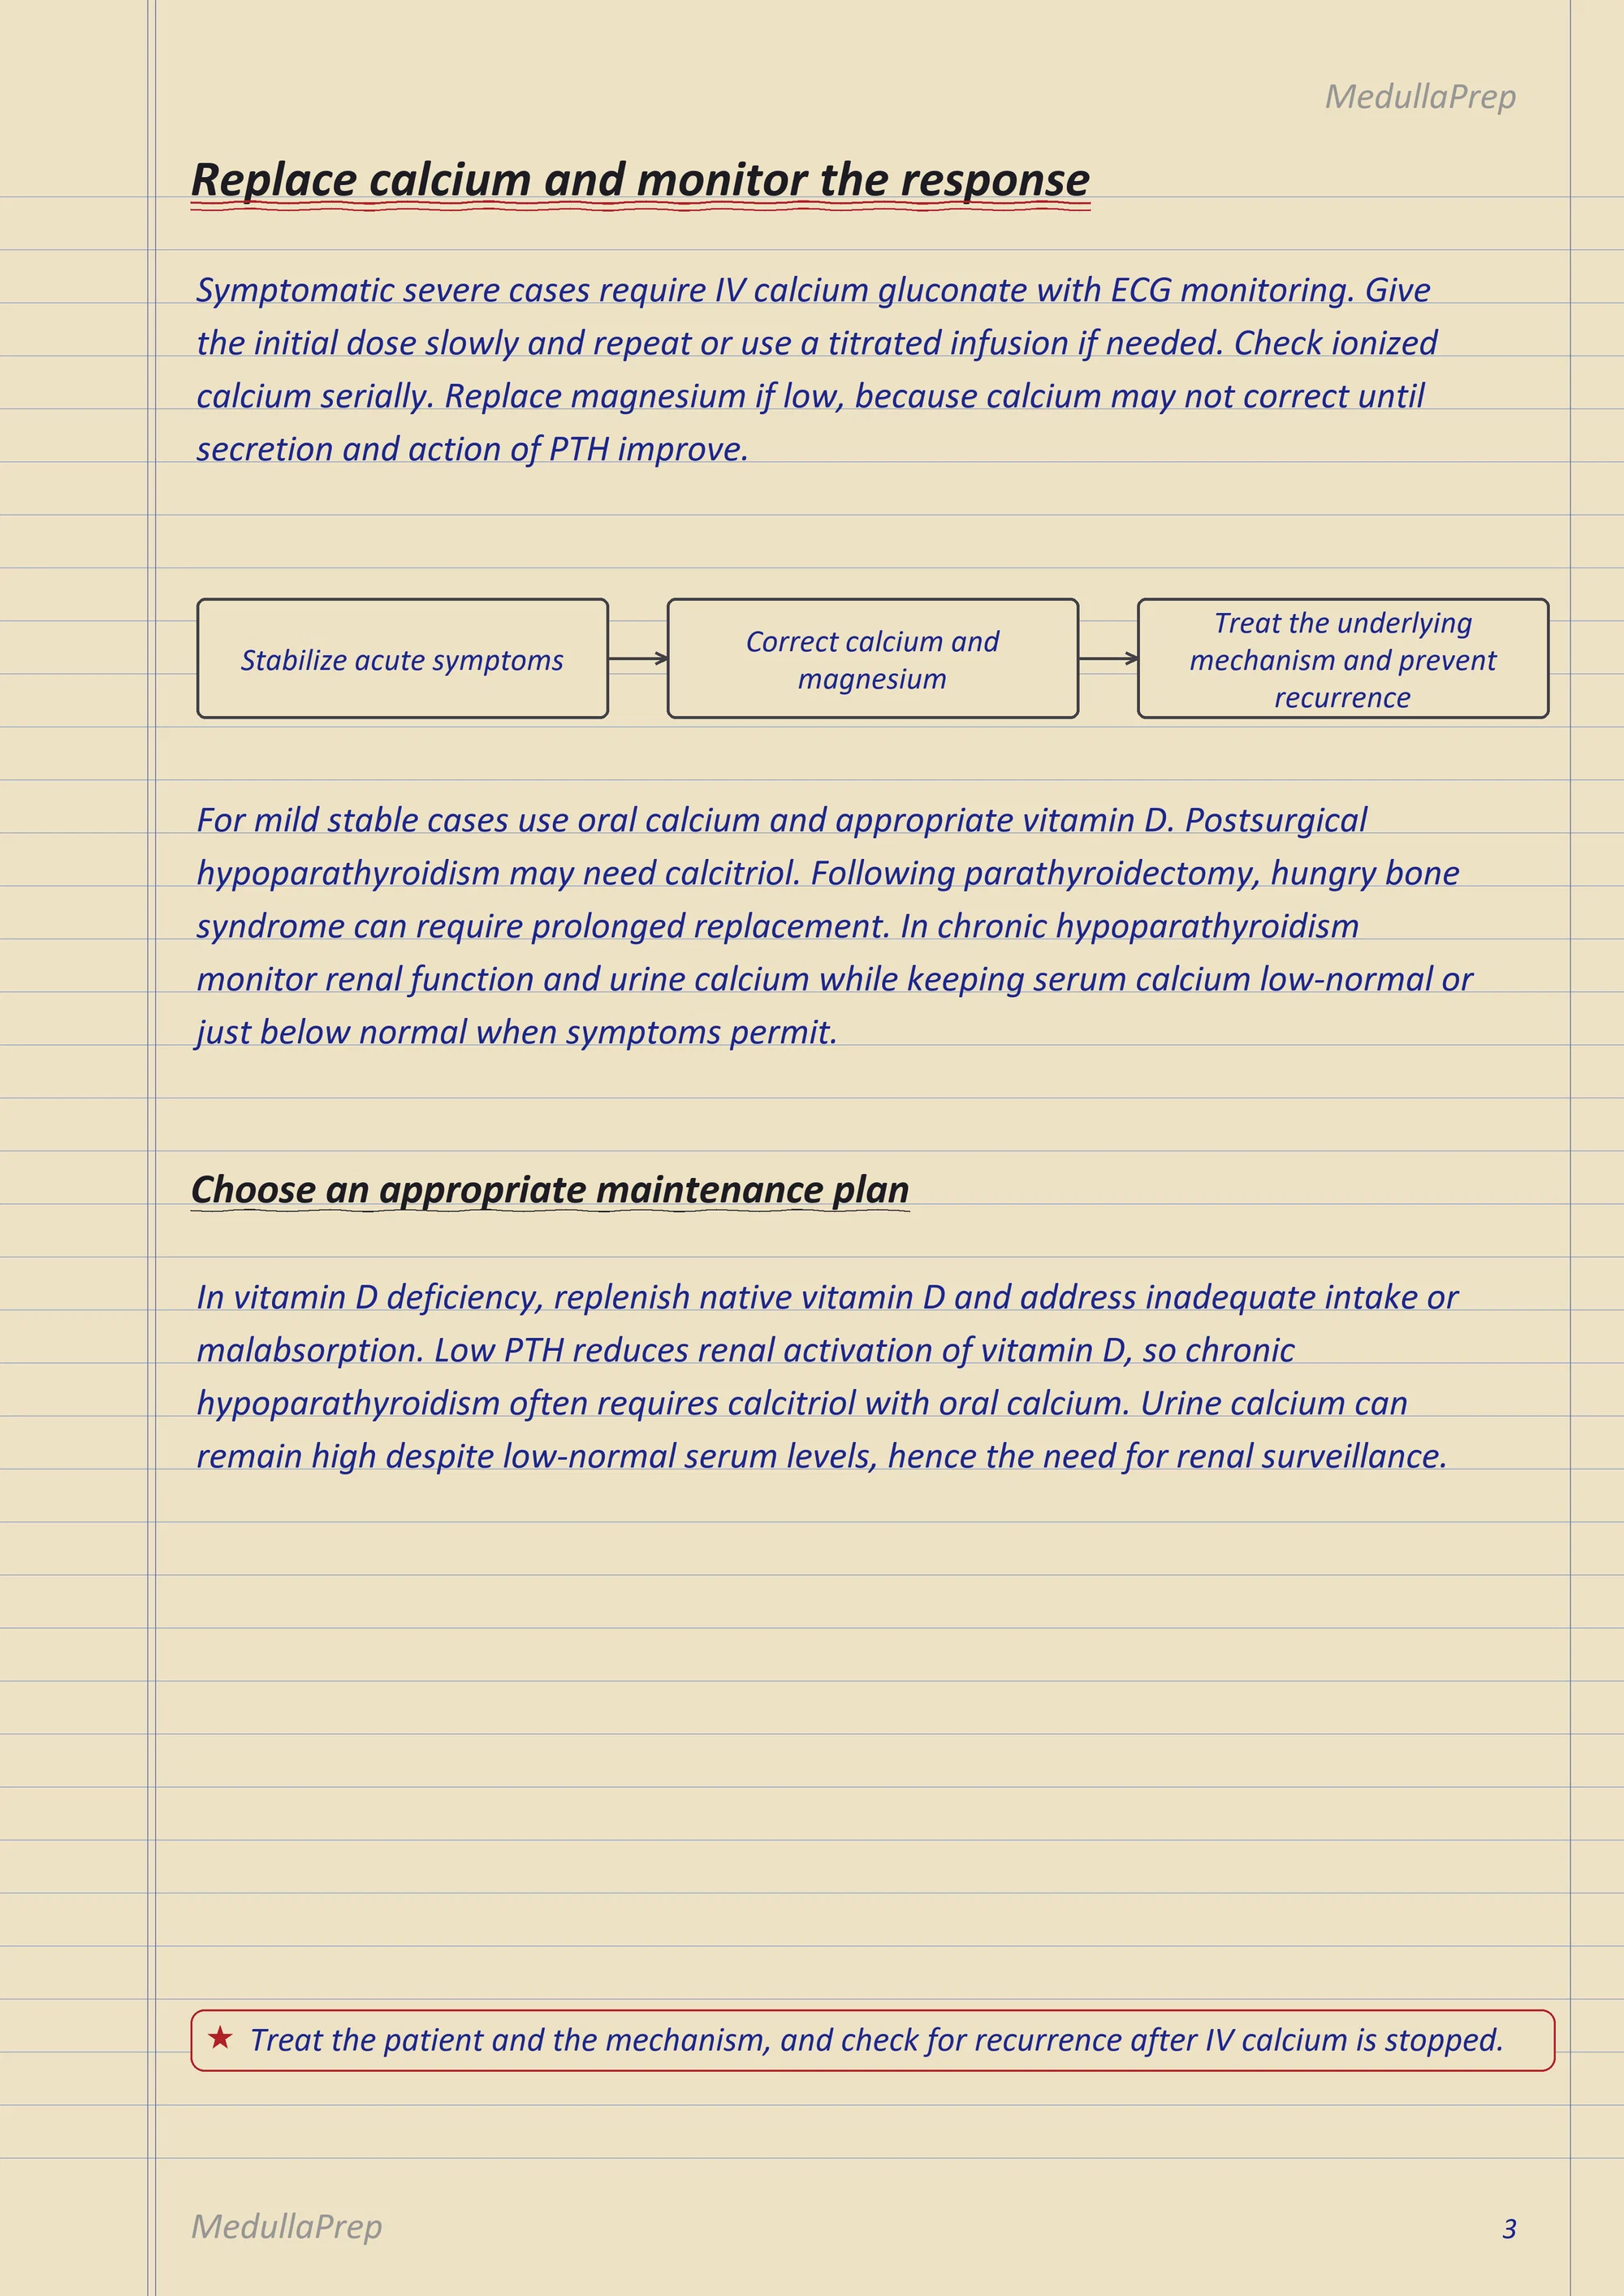 MedullaPrep
Replace calcium and monitor the response
Symptomatic severe cases require IV calcium gluconate with ECG monitoring. Give
the initial dose slowly and repeat or use a titrated infusion if needed. Check ionized
calcium serially. Replace magnesium if low, because calcium may not correct until
secretion and action of PTH improve.
Stabilize acute symptoms
Correct calcium and
magnesium
Treat the underlying
mechanism and prevent
recurrence
For mild stable cases use oral calcium and appropriate vitamin D. Postsurgical
hypoparathyroidism may need calcitriol. Following parathyroidectomy, hungry bone
syndrome can require prolonged replacement. In chronic hypoparathyroidism
monitor renal function and urine calcium while keeping serum calcium low-normal or
just below normal when symptoms permit.
Choose an appropriate maintenance plan
In vitamin D deficiency, replenish native vitamin D and address inadequate intake or
malabsorption. Low PTH reduces renal activation of vitamin D, so chronic
hypoparathyroidism often requires calcitriol with oral calcium. Urine calcium can
remain high despite low-normal serum levels, hence the need for renal surveillance.
★ Treat the patient and the mechanism, and check for recurrence after IV calcium is stopped.
MedullaPrep
3